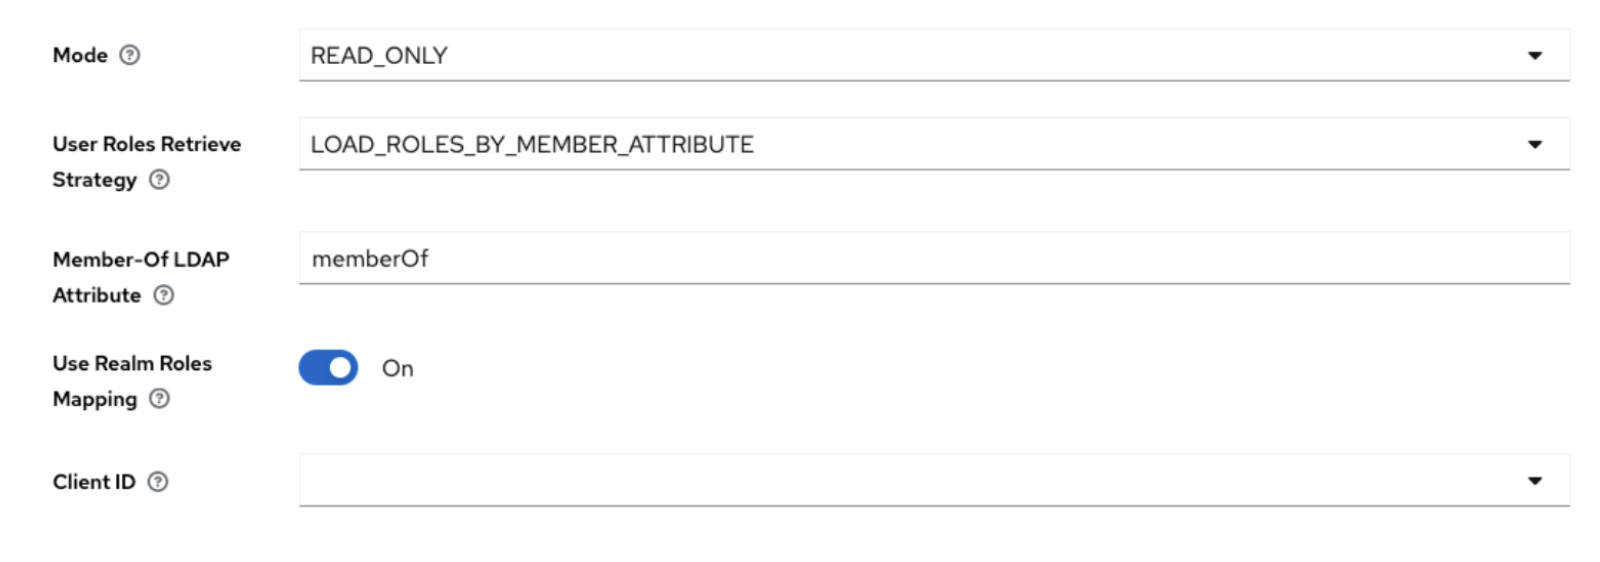 Mode
READ_ONLY
User Roles Retrieve
Strategy
LOAD_ROLES_BY_MEMBER_ATTRIBUTE
Member-Of LDAP
Attribute
memberOf
Use Realm Roles
Mapping
On
Client ID